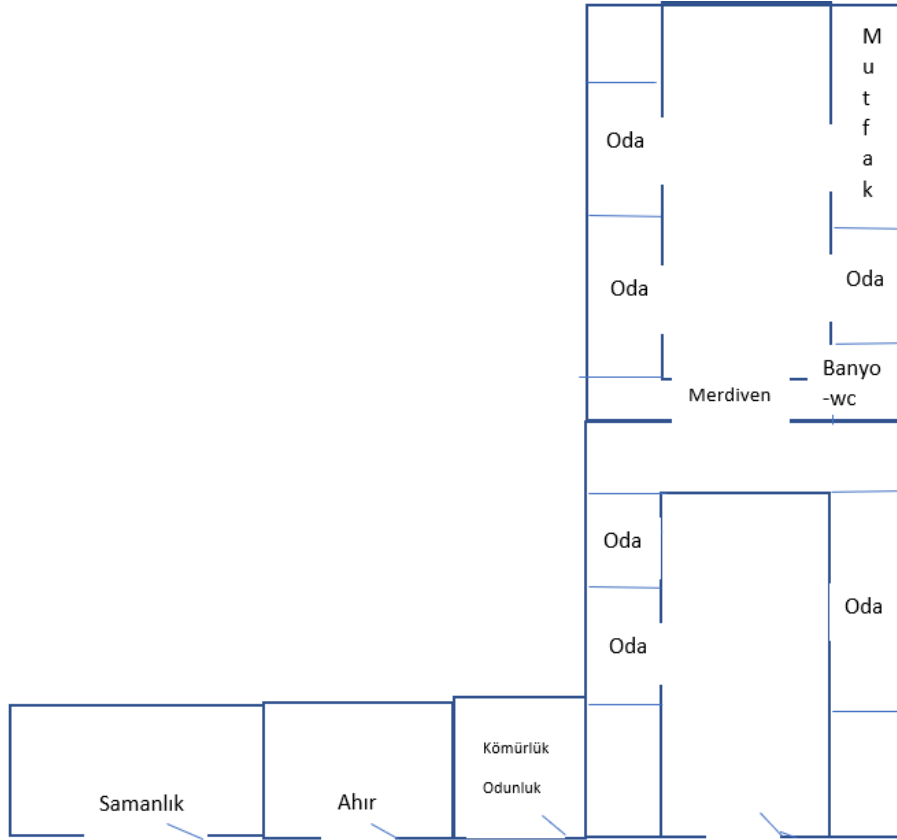 M
u
t
f
a
k
Oda
Oda
Oda
Banyo
-wc
Merdiven
Oda
Oda
Oda
Kömürlük
Odunluk
Samanlık
Ahır